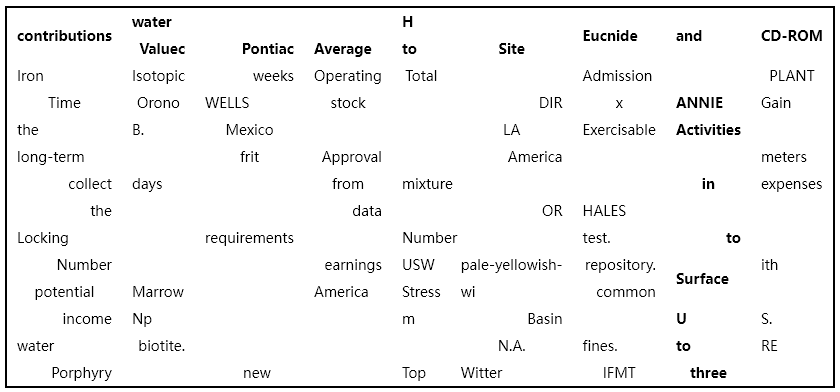 contributions water Valuec Pontiac Average H to Site Eucnide and CD-ROM
Iron Isotopic weeks Operating Total Admission PLANT
Time Orono WELLS stock DIR x ANNIE Gain
the B. Mexico LA Exercisable Activities
long-term frit Approval America meters
collect days from mixture in expenses
the data OR HALES
Locking requirements Number test. to
Number earnings USW pale-yellowish- repository. Surface ith
potential Marrow America Stress wi common
income Np m Basin U S.
water biotite. N.A. fines. to RE
Porphyry new Top Witter IFMT three